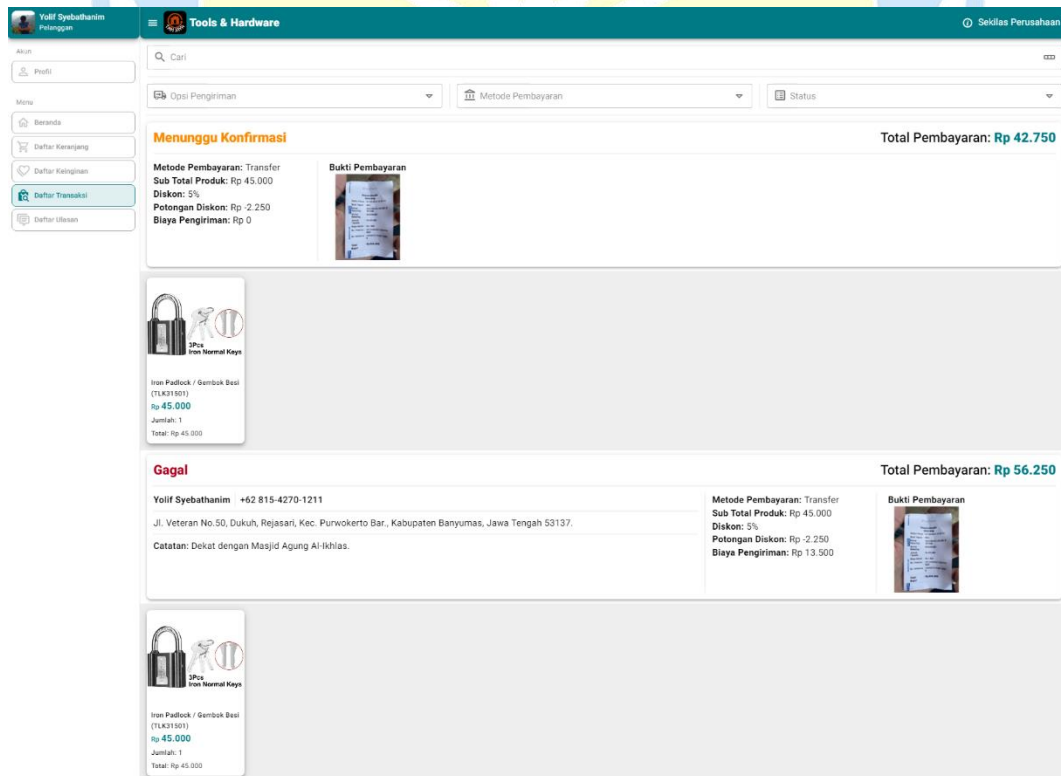 Yolif Syebathanim
Pelanggan
Tools & Hardware
Sekilas Perusahaan
Akun
Profil
Menu
Beranda
Daftar Keranjang
Daftar Keinginan
Daftar Transaksi
Daftar Ulasan
Cari
Opsi Pengiriman
Metode Pembayaran
Status
Menunggu Konfirmasi
Total Pembayaran: Rp 42.750
Metode Pembayaran: Transfer
Sub Total Produk: Rp 45.000
Diskon: 5%
Potongan Diskon: Rp -2.250
Biaya Pengiriman: Rp 0
Bukti Pembayaran
3Pcs
Iron Normal Keys
Iron Padlock / Gembok Besi
(TLK31501)
Rp 45.000
Jumlah: 1
Total: Rp 45.000
Gagal
Total Pembayaran: Rp 56.250
Yolif Syebathanim +62 815-4270-1211
Jl. Veteran No.50, Dukuh, Rejasari, Kec. Purwokerto Bar., Kabupaten Banyumas, Jawa Tengah 53137.
Catatan: Dekat dengan Masjid Agung Al-Ikhlas.
Metode Pembayaran: Transfer
Sub Total Produk: Rp 45.000
Diskon: 5%
Potongan Diskon: Rp -2.250
Biaya Pengiriman: Rp 13.500
Bukti Pembayaran
3Pcs
Iron Normal Keys
Iron Padlock / Gembok Besi
(TLK31501)
Rp 45.000
Jumlah: 1
Total: Rp 45.000